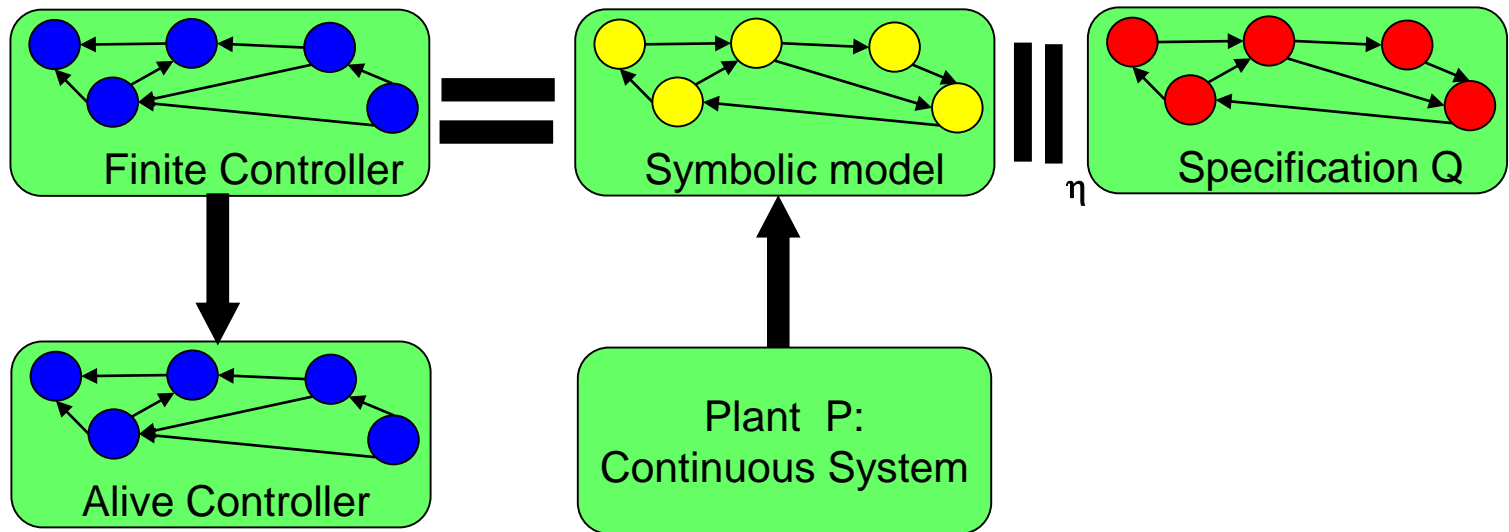 Finite Controller
Symbolic model
η
Specification Q
Alive Controller
Plant P:
Continuous System